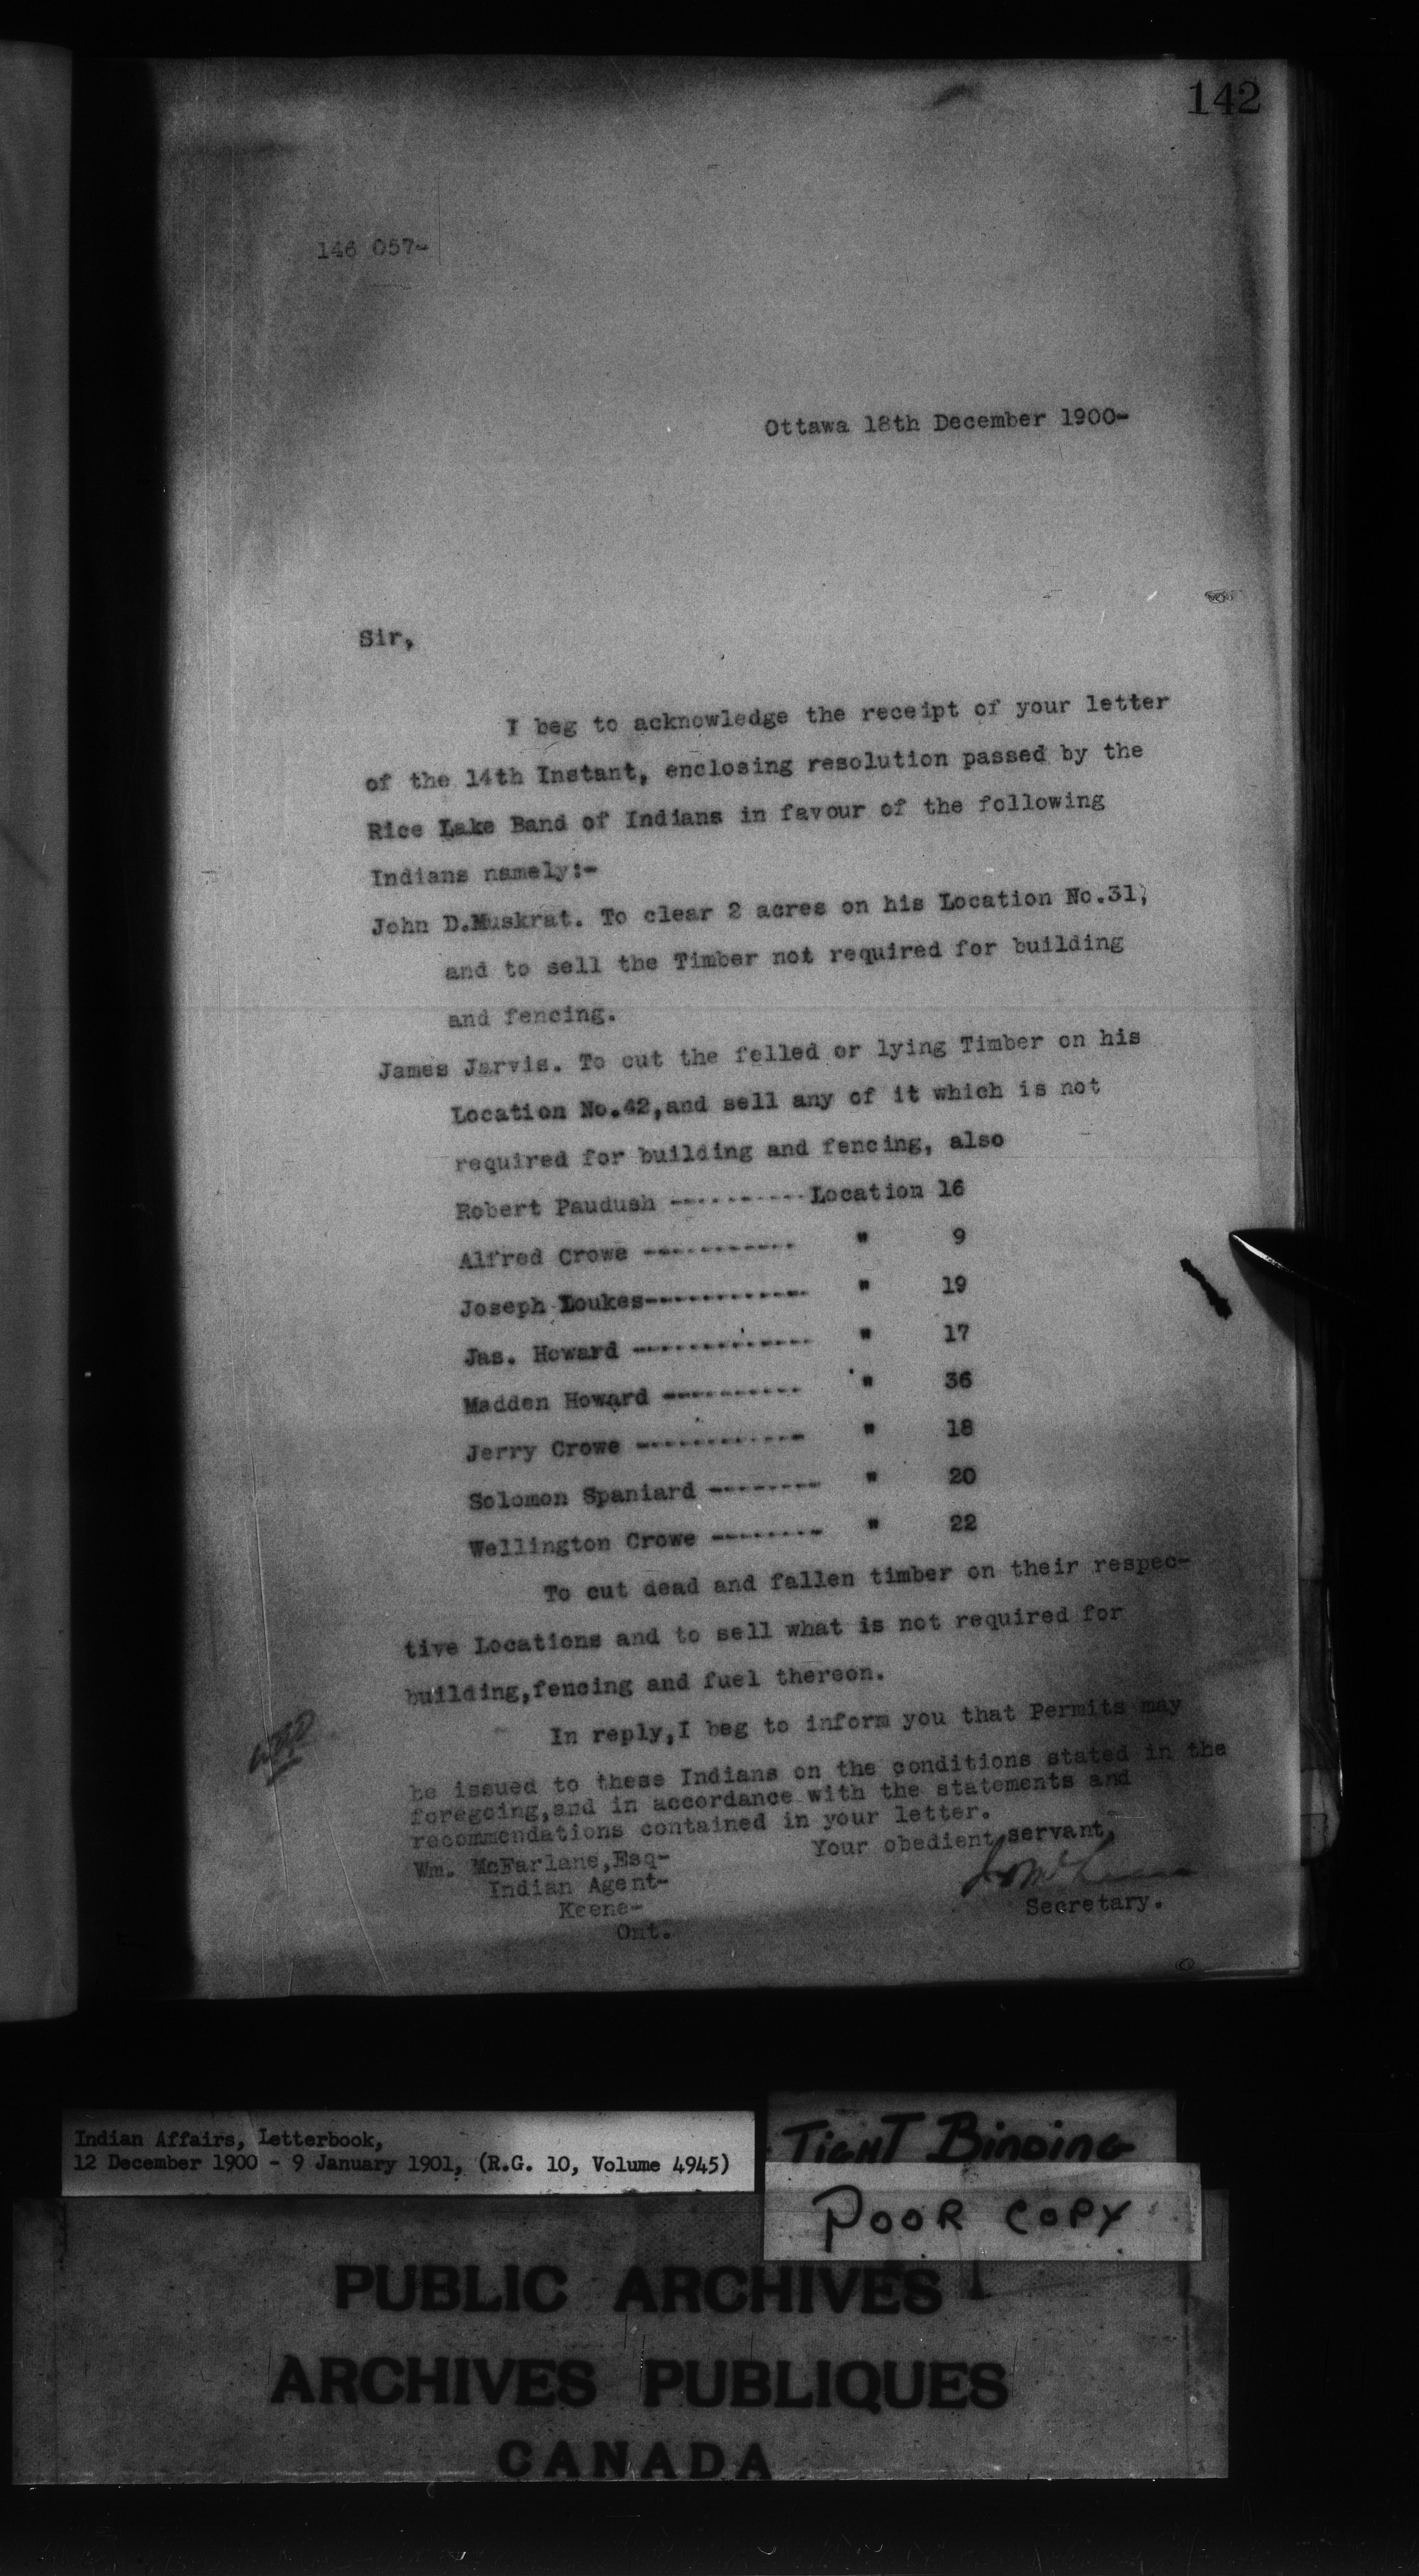 142
146 057-
Ottawa 18th December 1900-
Sir,
I beg to acknowledge the receipt of your letter
of the 14th Instant, enclosing resolution passed by the
Rice Lake Band of Indians in favour of the following
Indians namely:-
John D.Muskrat. To clear 2 acres on his Location No.31,
and to sell the Timber not required for building
and fencing.
James Jarvis. To cut the felled or lying Timber on his
Location No.42,and sell any of it which is not
required for building and fencing, also
Robert Paudush ----------Location 16
Alfred Crowe ------------ " 9
Joseph Loukes------------- " 19
Jas. Howard -------------- " 17
Madden Howard ----------- " 36
Jerry Crowe ------------- " 18
Solomon Spaniard --------- " 20
Wellington Crowe --------- " 22
To cut dead and fallen timber on their respec-
tive Locations and to sell what is not required for
building,fencing and fuel thereon.
In reply,I beg to inform you that Permits may
be issued to these Indians on the conditions stated in the
foregoing,and in accordance with the statements and
recommendations contained in your letter.
Your obedient servant,
Wm. McFarlane,Esq-
Indian Agent-
Keene-
Ont.
Secretary.
Indian Affairs, Letterbook,
12 December 1900 - 9 January 1901, (R.G. 10, Volume 4945)
TIGHT BINDING
POOR COPY
PUBLIC ARCHIVES
ARCHIVES PUBLIQUES
CANADA